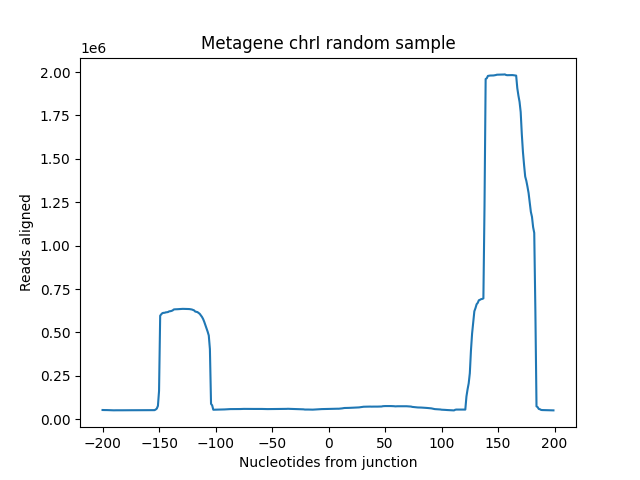 Metagene chrI random sample
1e6
2.00
1.75
1.50
1.25
1.00
0.75
0.50
0.25
0.00
Reads aligned
−200 −150 −100 −50 0 50 100 150 200
Nucleotides from junction